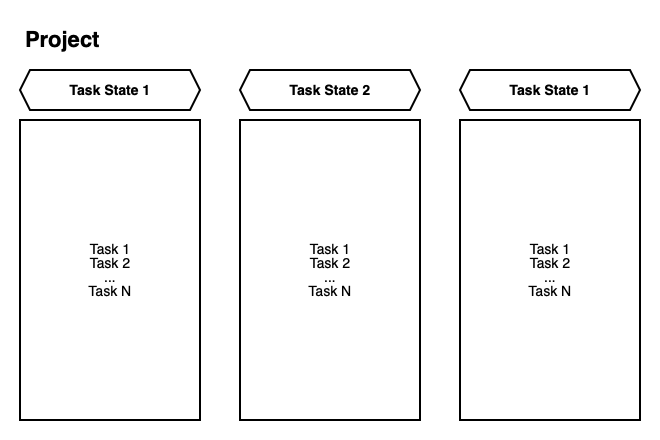 Project
Task State 1
Task 1
Task 2
...
Task N
Task State 2
Task 1
Task 2
...
Task N
Task State 1
Task 1
Task 2
...
Task N